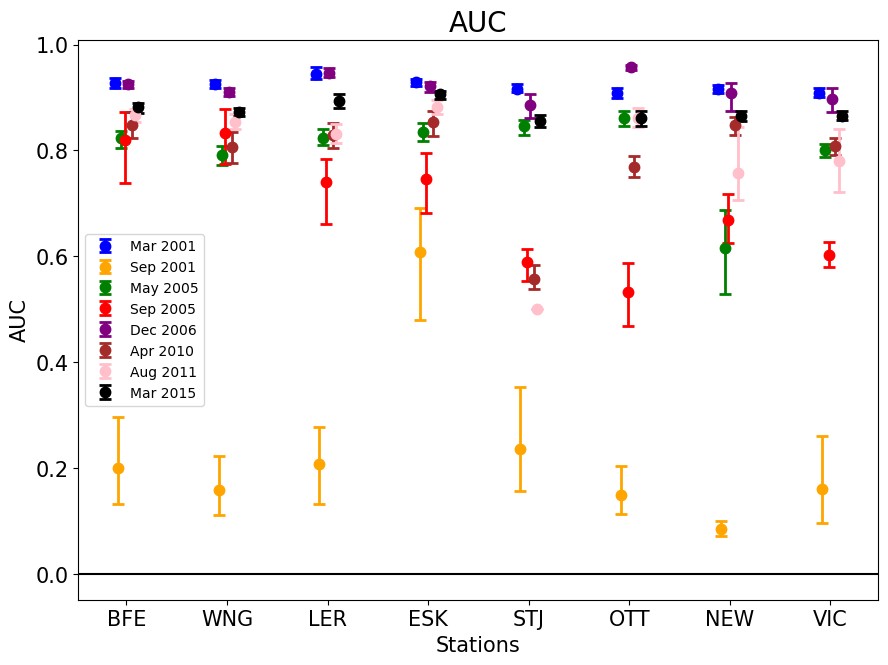 AUC
1.0
0.8
0.6
0.4
0.2
0.0
AUC
Mar 2001
Sep 2001
May 2005
Sep 2005
Dec 2006
Apr 2010
Aug 2011
Mar 2015
BFE WNG LER ESK STJ OTT NEW VIC
Stations